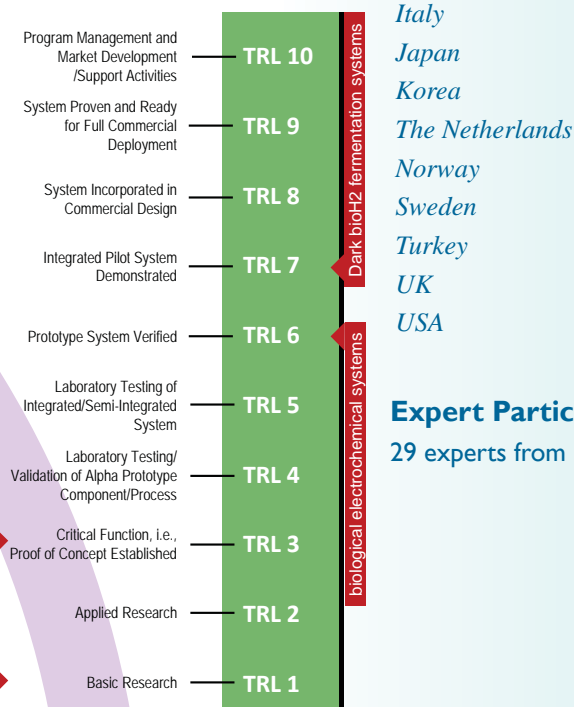 Program Management and
Market Development
/Support Activities
TRL 10
System Proven and Ready
for Full Commercial
Deployment
TRL 9
System Incorporated in
Commercial Design
TRL 8
Integrated Pilot System
Demonstrated
TRL 7
Prototype System Verified
TRL 6
Laboratory Testing of
Integrated/Semi-Integrated
System
TRL 5
Laboratory Testing/
Validation of Alpha Prototype
Component/Process
TRL 4
Critical Function, i.e.,
Proof of Concept Established
TRL 3
Applied Research
TRL 2
Basic Research
TRL 1
Dark bioH2 fermentation systems
biological electrochemical systems
Italy
Japan
Korea
The Netherlands
Norway
Sweden
Turkey
UK
USA
Expert Partic
29 experts from